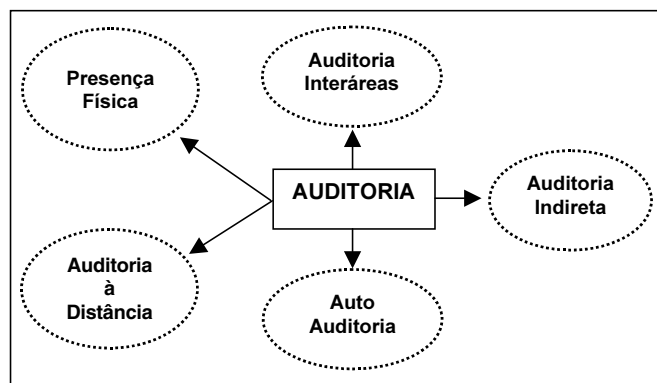 Presença
Física
Auditoria
Interáreas
AUDITORIA
Auditoria
Indireta
Auditoria
à
Distância
Auto
Auditoria